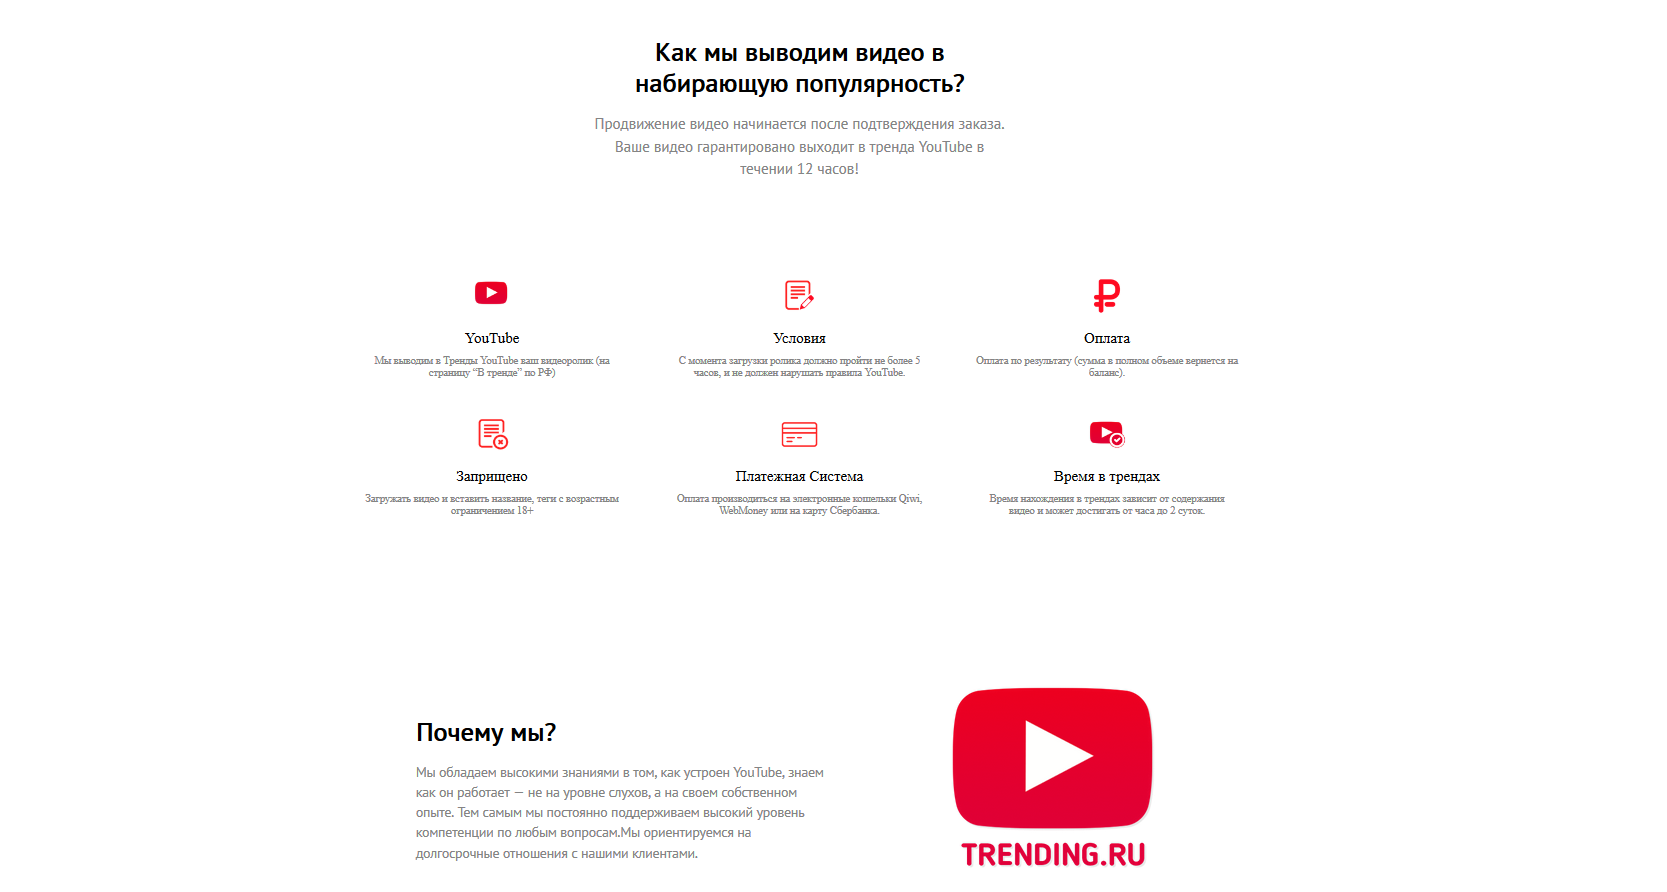 Как мы выводим видео в
набирающую популярность?
Продвижение видео начинается после подтверждения заказа.
Ваше видео гарантировано выходит в тренда YouTube в
течении 12 часов!
YouTube
Мы выводим в Тренды YouTube ваш видеоролик (на
страницу “В тренде” по РФ)
Условия
С момента загрузки ролика должно пройти не более 5
часов, и не должен нарушать правила YouTube.
Оплата
Оплата по результату (сумма в полном объеме вернется на
баланс).
Заприщено
Загружать видео и вставить название, теги с возрастным
ограничением 18+
Платежная Система
Оплата производиться на электронные кошельки Qiwi,
WebMoney или на карту Сбербанка.
Время в трендах
Время нахождения в трендах зависит от содержания
видео и может достигать от часа до 2 суток.
Почему мы?
Мы обладаем высокими знаниями в том, как устроен YouTube, знаем
как он работает — не на уровне слухов, а на своем собственном
опыте. Тем самым мы постоянно поддерживаем высокий уровень
компетенции по любым вопросам.Мы ориентируемся на
долгосрочные отношения с нашими клиентами.
TRENDING.RU